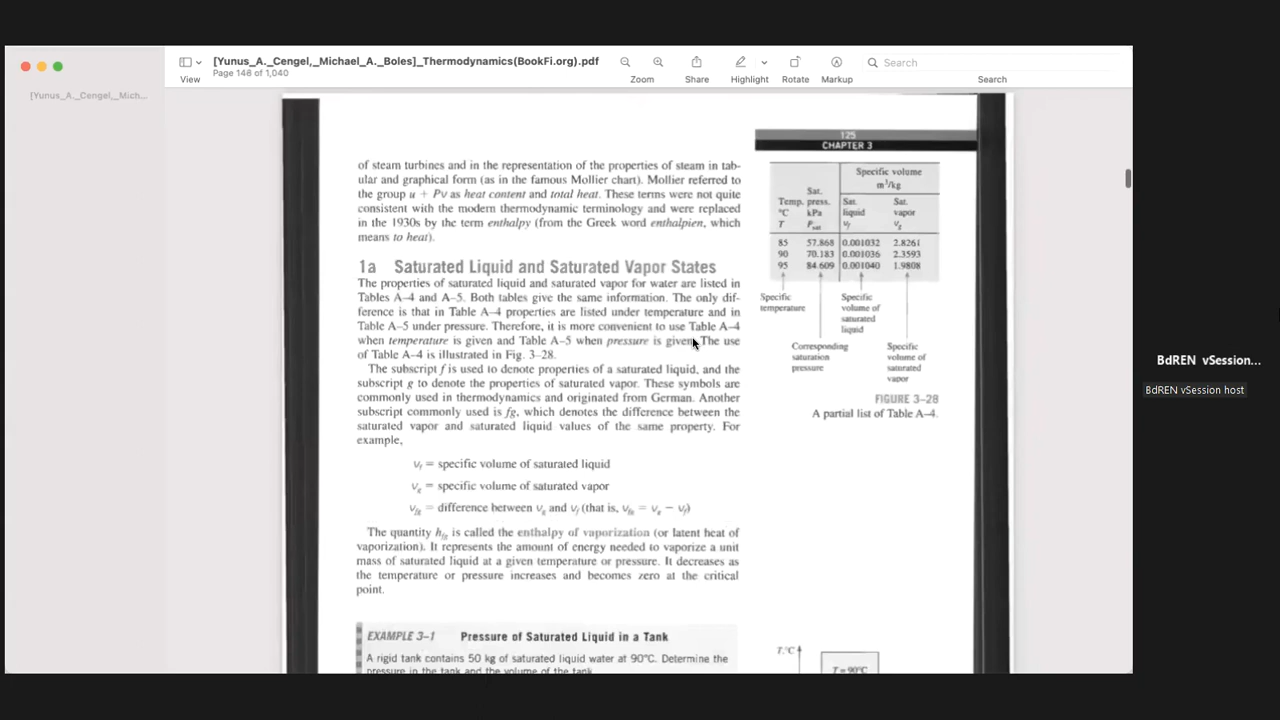 [Yunus_A._Cengel,_Michael_A._Boles]_Thermodynamics(BookFi.org).pdf
Page 146 of 1,040
View
Zoom
Share
Highlight
Rotate
Markup
Search
Search
[Yunus_A._Cengel,_Mich...
125
CHAPTER 3
of steam turbines and in the representation of the properties of steam in tab-
ular and graphical form (as in the famous Mollier chart). Mollier referred to
the group u + Pv as heat content and total heat. These terms were not quite
consistent with the modern thermodynamic terminology and were replaced
in the 1930s by the term enthalpy (from the Greek word enthalpien, which
means to heat).
1a Saturated Liquid and Saturated Vapor States
The properties of saturated liquid and saturated vapor for water are listed in
Tables A–4 and A–5. Both tables give the same information. The only dif-
ference is that in Table A–4 properties are listed under temperature and in
Table A–5 under pressure. Therefore, it is more convenient to use Table A–4
when temperature is given and Table A–5 when pressure is given. The use
of Table A–4 is illustrated in Fig. 3–28.
The subscript f is used to denote properties of a saturated liquid, and the
subscript g to denote the properties of saturated vapor. These symbols are
commonly used in thermodynamics and originated from German. Another
subscript commonly used is fg, which denotes the difference between the
saturated vapor and saturated liquid values of the same property. For
example,
vf = specific volume of saturated liquid
vg = specific volume of saturated vapor
vfg = difference between vg and vf (that is, vfg = vg − vf)
The quantity hfg is called the enthalpy of vaporization (or latent heat of
vaporization). It represents the amount of energy needed to vaporize a unit
mass of saturated liquid at a given temperature or pressure. It decreases as
the temperature or pressure increases and becomes zero at the critical
point.
EXAMPLE 3–1 Pressure of Saturated Liquid in a Tank
A rigid tank contains 50 kg of saturated liquid water at 90°C. Determine the
pressure in the tank and the volume of the tank.
Specific volume
m³/kg
Sat.
Temp. press. Sat. Sat.
°C kPa liquid vapor
T Psat vf vg
85 57.868 0.001032 2.8261
90 70.183 0.001036 2.3593
95 84.609 0.001040 1.9808
Specific
temperature
Specific
volume of
saturated
liquid
Corresponding
saturation
pressure
Specific
volume of
saturated
vapor
FIGURE 3–28
A partial list of Table A–4.
T, °C
T = 90°C
BdREN vSession...
BdREN vSession host